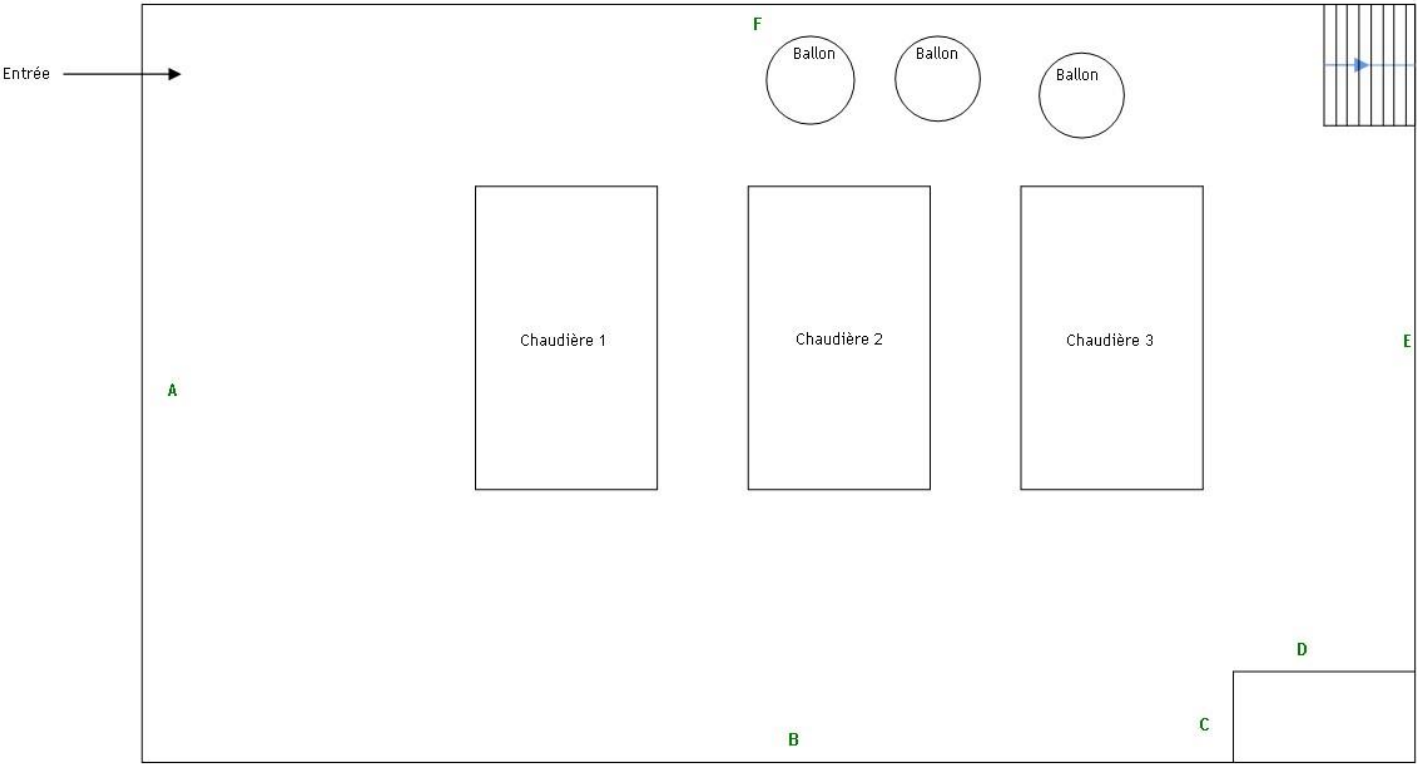 F
Ballon
Ballon
Ballon
Entrée
Chaudière 1
Chaudière 2
Chaudière 3
E
A
D
C
B